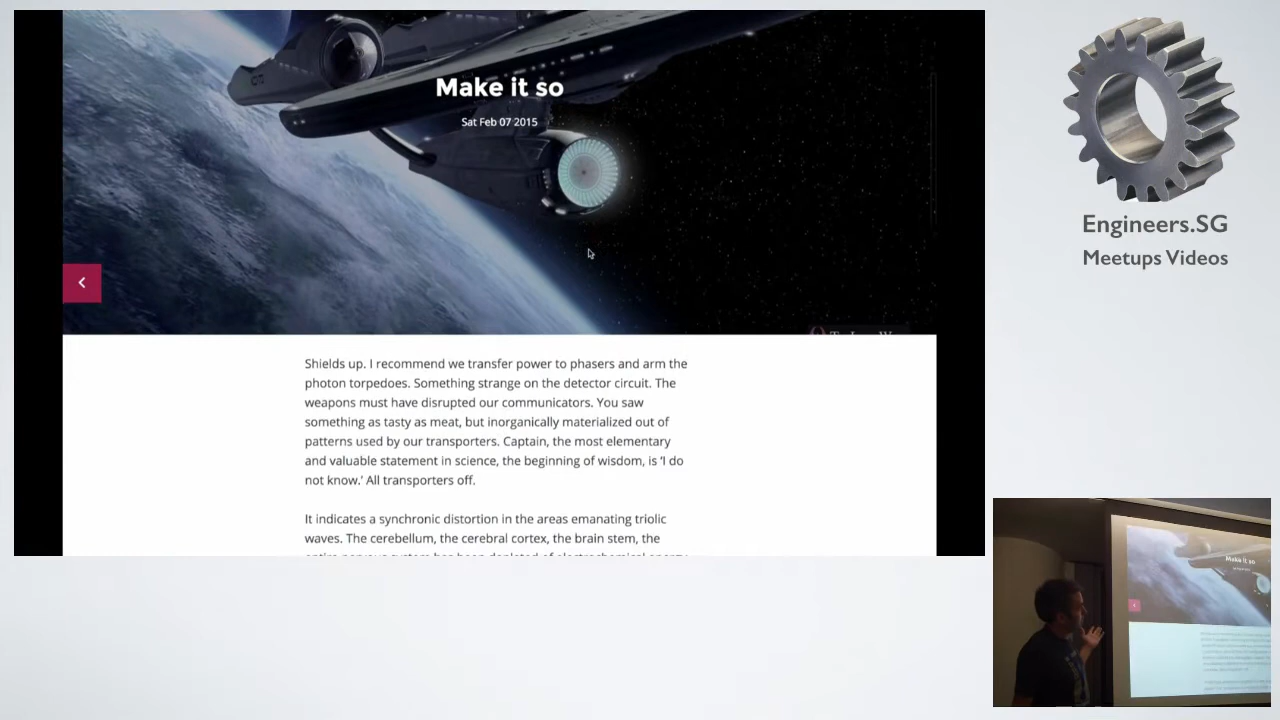 Make it so
Sat Feb 07 2015
Shields up. I recommend we transfer power to phasers and arm the
photon torpedoes. Something strange on the detector circuit. The
weapons must have disrupted our communicators. You saw
something as tasty as meat, but inorganically materialized out of
patterns used by our transporters. Captain, the most elementary
and valuable statement in science, the beginning of wisdom, is ‘I do
not know.’ All transporters off.
It indicates a synchronic distortion in the areas emanating triolic
waves. The cerebellum, the cerebral cortex, the brain stem, the
Engineers.SG
Meetups Videos
Make it so